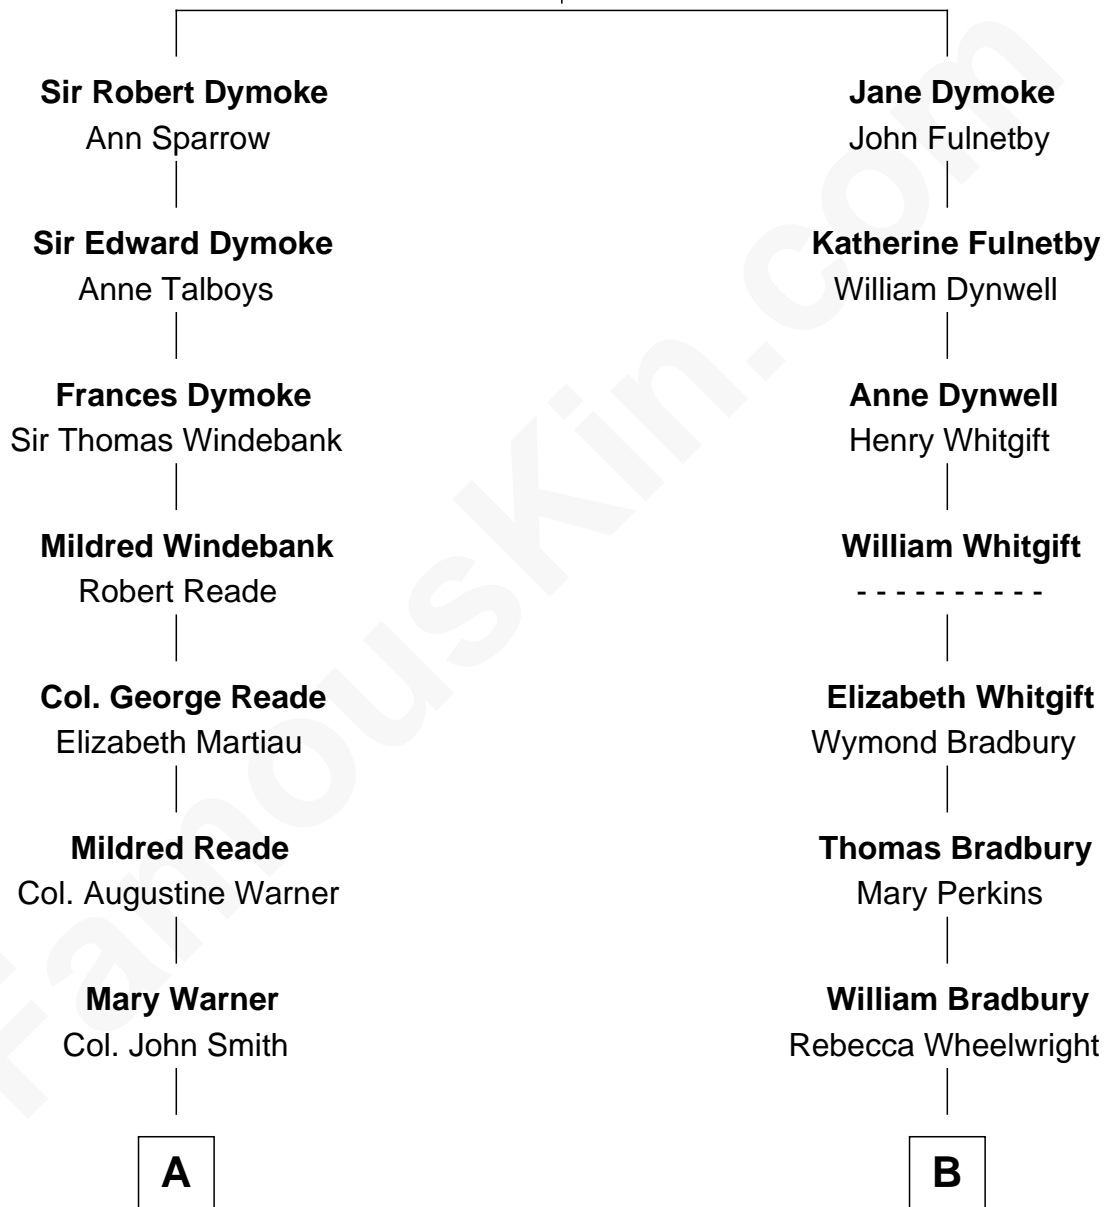 Sir Robert Dymoke
Ann Sparrow
Sir Edward Dymoke
Anne Talboys
Frances Dymoke
Sir Thomas Windebank
Mildred Windebank
Robert Reade
Col. George Reade
Elizabeth Martiau
Mildred Reade
Col. Augustine Warner
Mary Warner
Col. John Smith
A
Jane Dymoke
John Fulnetby
Katherine Fulnetby
William Dynwell
Anne Dynwell
Henry Whitgift
William Whitgift
- - - - - - - - - -
Elizabeth Whitgift
Wymond Bradbury
Thomas Bradbury
Mary Perkins
William Bradbury
Rebecca Wheelwright
B
FamousKin.com